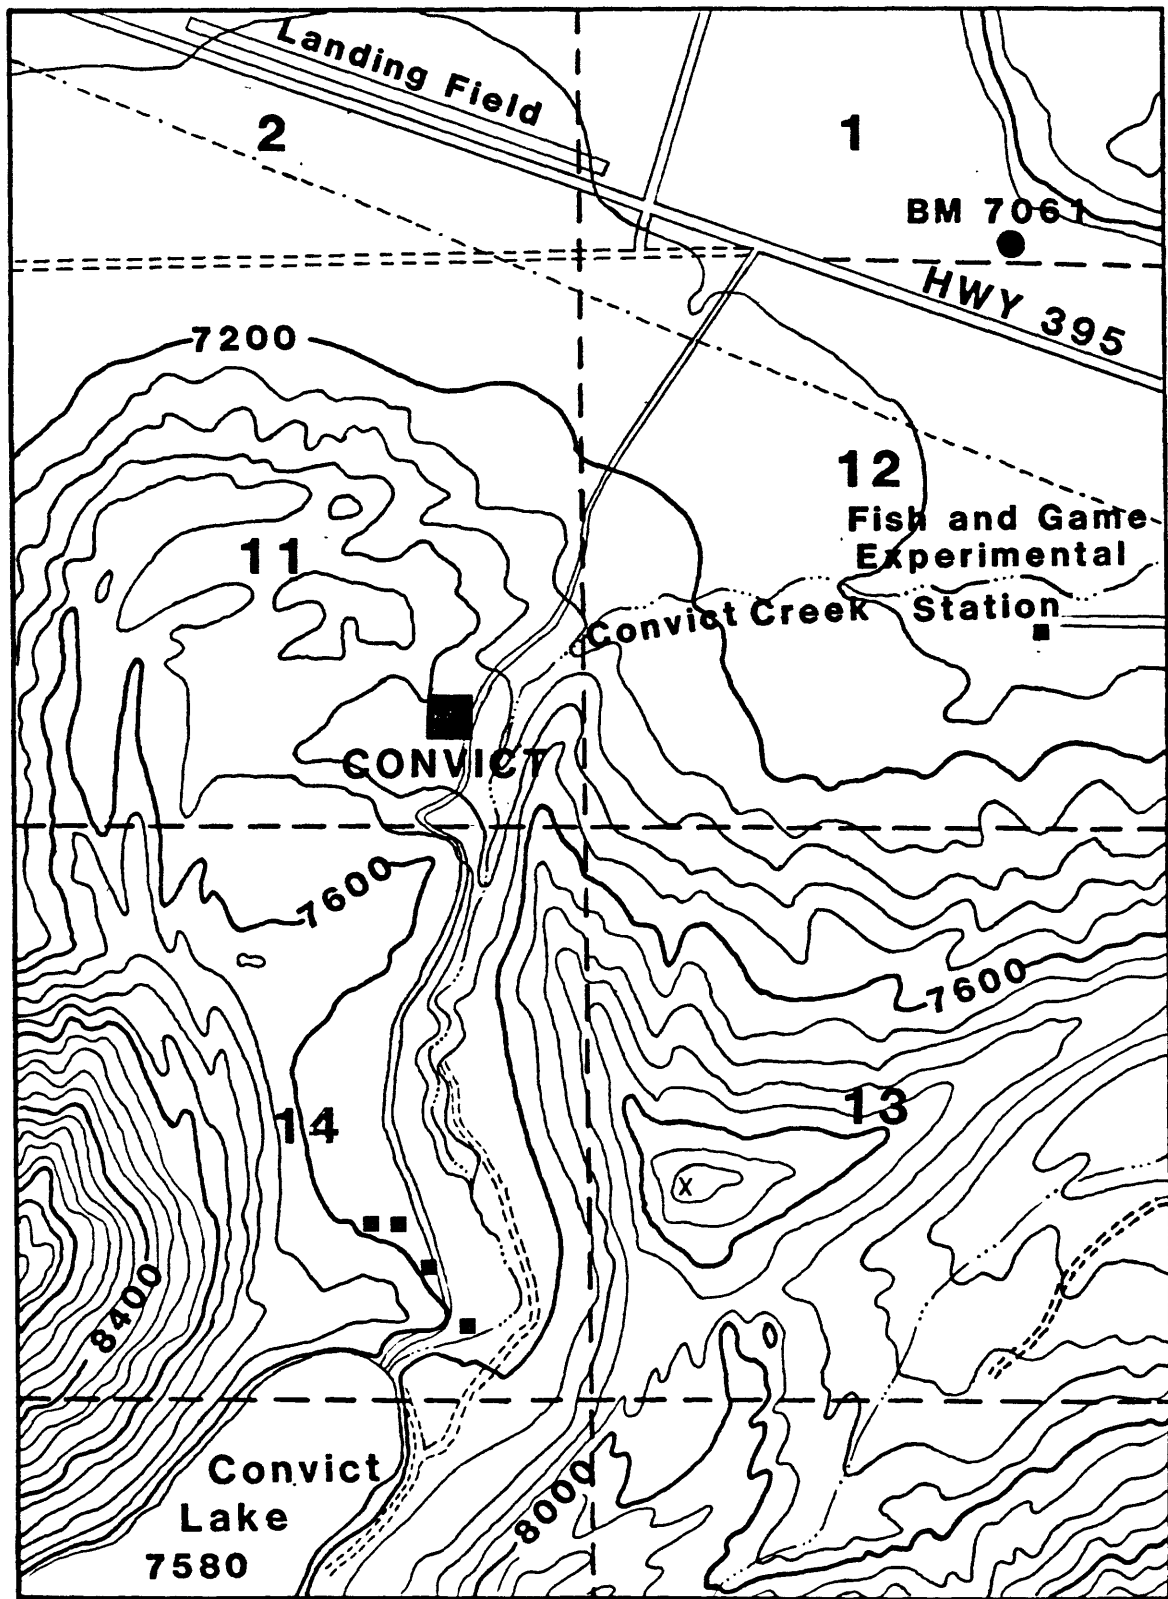 Landing Field
2
1
BM 7061
HWY 395
7200
12
Fish and Game
Experimental
Station
11
Convict Creek
CONVICT
7600
7600
13
14
X
8400
8000
Convict
Lake
7580